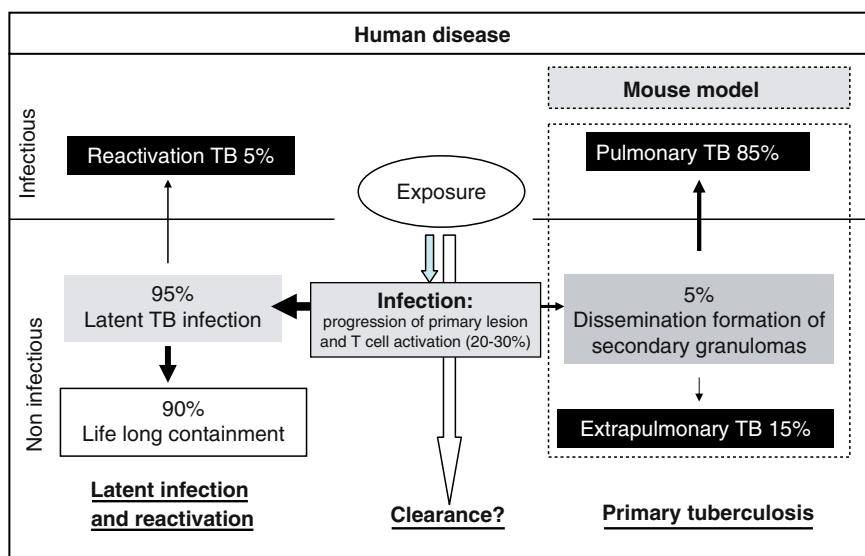 Human disease
Mouse model
Infectious
Reactivation TB 5%
Pulmonary TB 85%
Exposure
Non infectious
95%
Latent TB infection
Infection:
progression of primary lesion
and T cell activation (20-30%)
5%
Dissemination formation of
secondary granulomas
90%
Life long containment
Extrapulmonary TB 15%
Latent infection
and reactivation
Clearance?
Primary tuberculosis